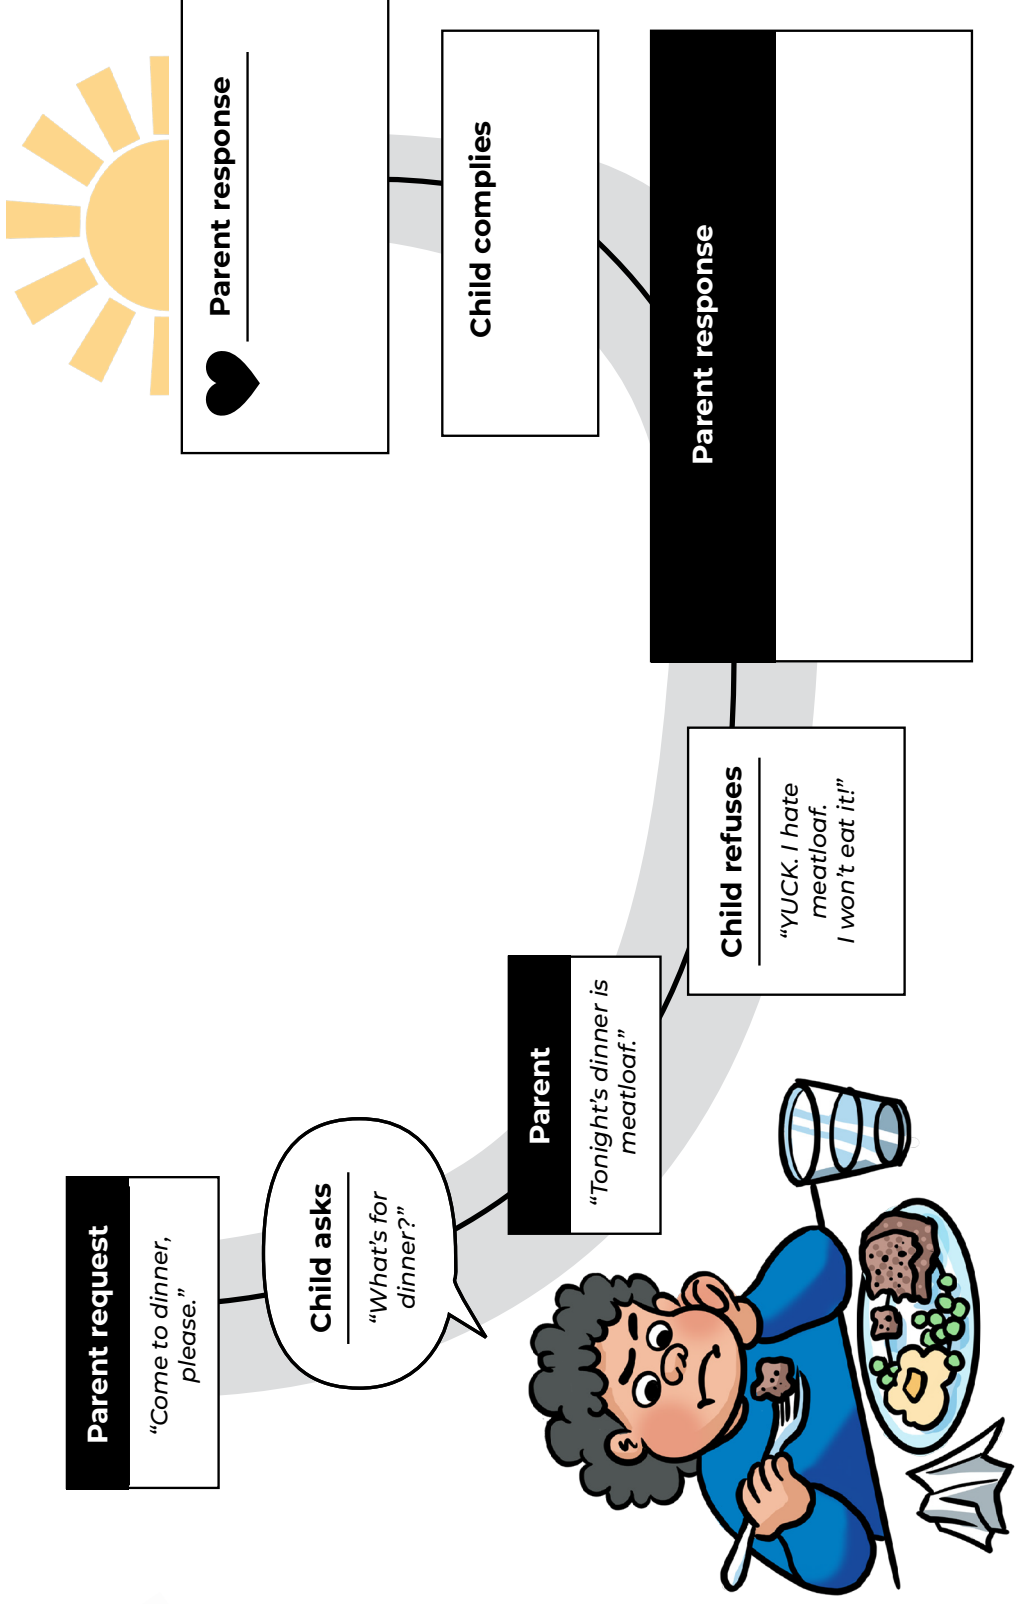 Parent request
“Come to dinner,
please.”
Child asks
“What’s for
dinner?”
Parent
“Tonight’s dinner is
meatloaf.”
Child refuses
“YUCK. I hate
meatloaf.
I won’t eat it!”
Parent response
Child complies
Parent response